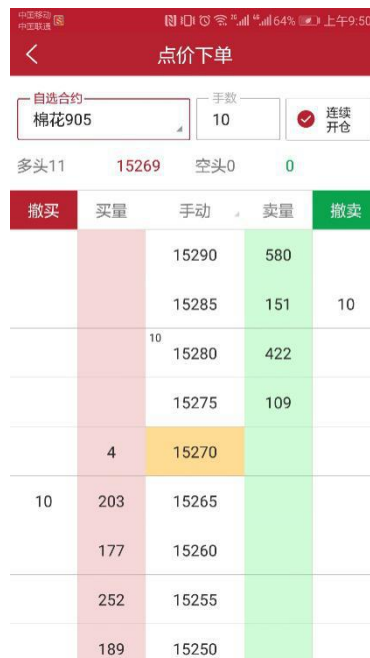 中国移动 中国联通 64% 上午9:50
点价下单
自选合约 手数
棉花905 10 连续开仓
多头11 15269 空头0 0
撤买 买量 手动 卖量 撤卖
15290 580
15285 151 10
10 15280 422
15275 109
4 15270
10 203 15265
177 15260
252 15255
189 15250